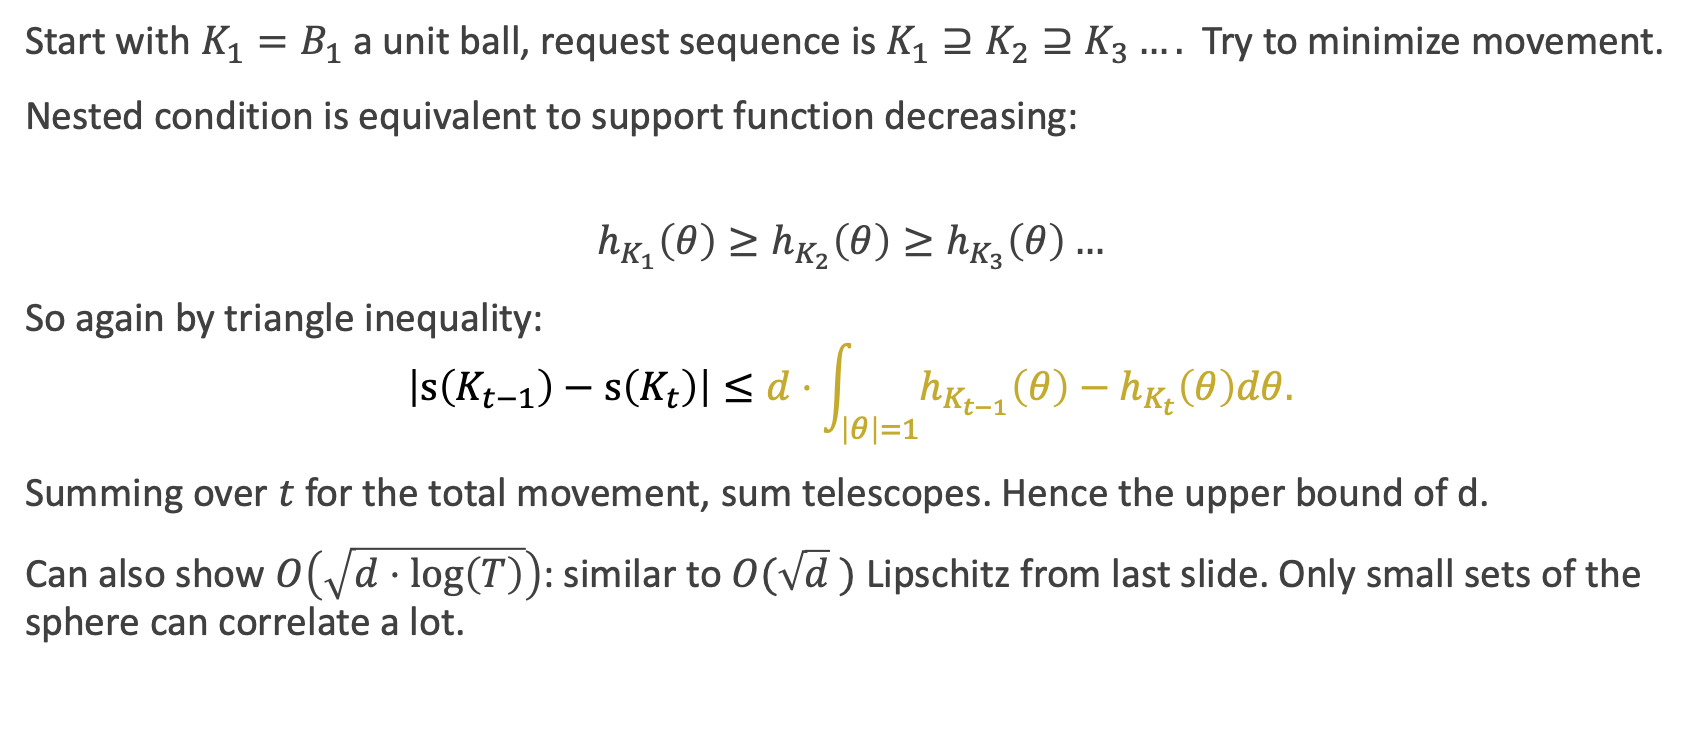 Start with K₁ = B₁ a unit ball, request sequence is K₁ ⊇ K₂ ⊇ K₃ .... Try to minimize movement.
Nested condition is equivalent to support function decreasing:
h_{K₁}(θ) ≥ h_{K₂}(θ) ≥ h_{K₃}(θ) ...
So again by triangle inequality:
|s(K_{t−1}) − s(K_t)| ≤ d · ∫_{|θ|=1} h_{K_{t−1}}(θ) − h_{K_t}(θ)dθ.
Summing over t for the total movement, sum telescopes. Hence the upper bound of d.
Can also show O(√(d · log(T))): similar to O(√d) Lipschitz from last slide. Only small sets of the
sphere can correlate a lot.